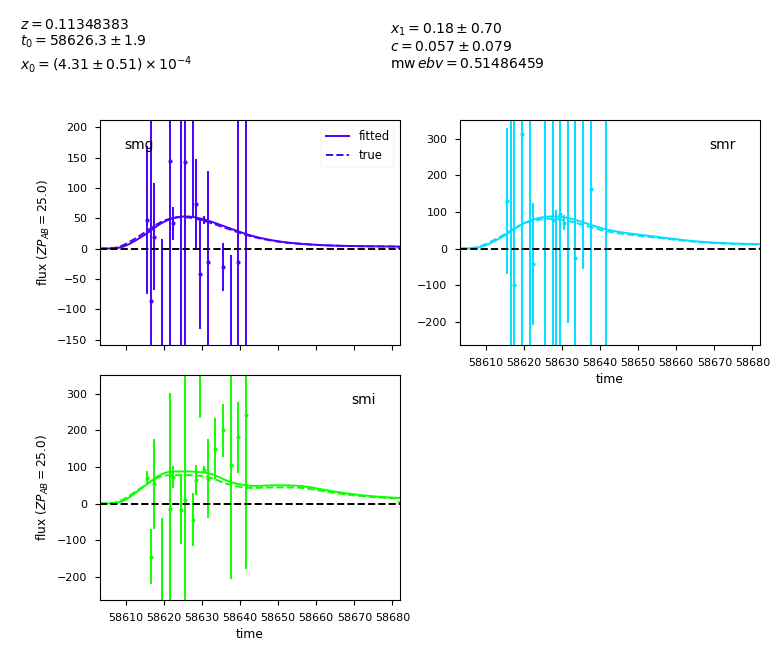 z = 0.11348383
t₀ = 58626.3 ± 1.9
x₀ = (4.31 ± 0.51) × 10⁻⁴
x₁ = 0.18 ± 0.70
c = 0.057 ± 0.079
mw ebv = 0.51486459
smg
fitted
true
200
150
100
50
0
−50
−100
−150
flux (ZP_AB = 25.0)
smr
300
200
100
0
−100
−200
58610 58620 58630 58640 58650 58660 58670 58680
time
smi
300
200
100
0
−100
−200
flux (ZP_AB = 25.0)
58610 58620 58630 58640 58650 58660 58670 58680
time